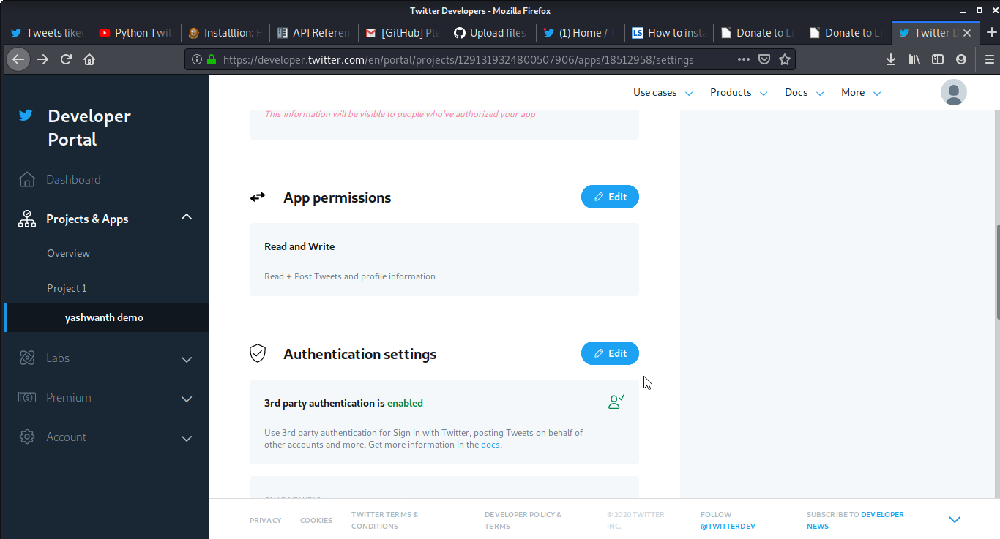 Twitter Developers - Mozilla Firefox
Tweets like
Python Twit
Installlion: H
API Referen
[GitHub] Ple
Upload files
(1) Home / T
LS How to insta
Donate to Li
Donate to Li
Twitter D
https://developer.twitter.com/en/portal/projects/1291319324800507906/apps/18512958/settings
Use cases
Products
Docs
More
Developer
Portal
Dashboard
Projects & Apps
Overview
Project 1
yashwanth demo
Labs
Premium
Account
This information will be visible to people who've authorized your app
App permissions
Edit
Read and Write
Read + Post Tweets and profile information
Authentication settings
Edit
3rd party authentication is enabled
Use 3rd party authentication for Sign in with Twitter, posting Tweets on behalf of
other accounts and more. Get more information in the docs.
PRIVACY
COOKIES
TWITTER TERMS &
CONDITIONS
DEVELOPER POLICY &
TERMS
© 2020 TWITTER
INC.
FOLLOW
@TWITTERDEV
SUBSCRIBE TO DEVELOPER
NEWS